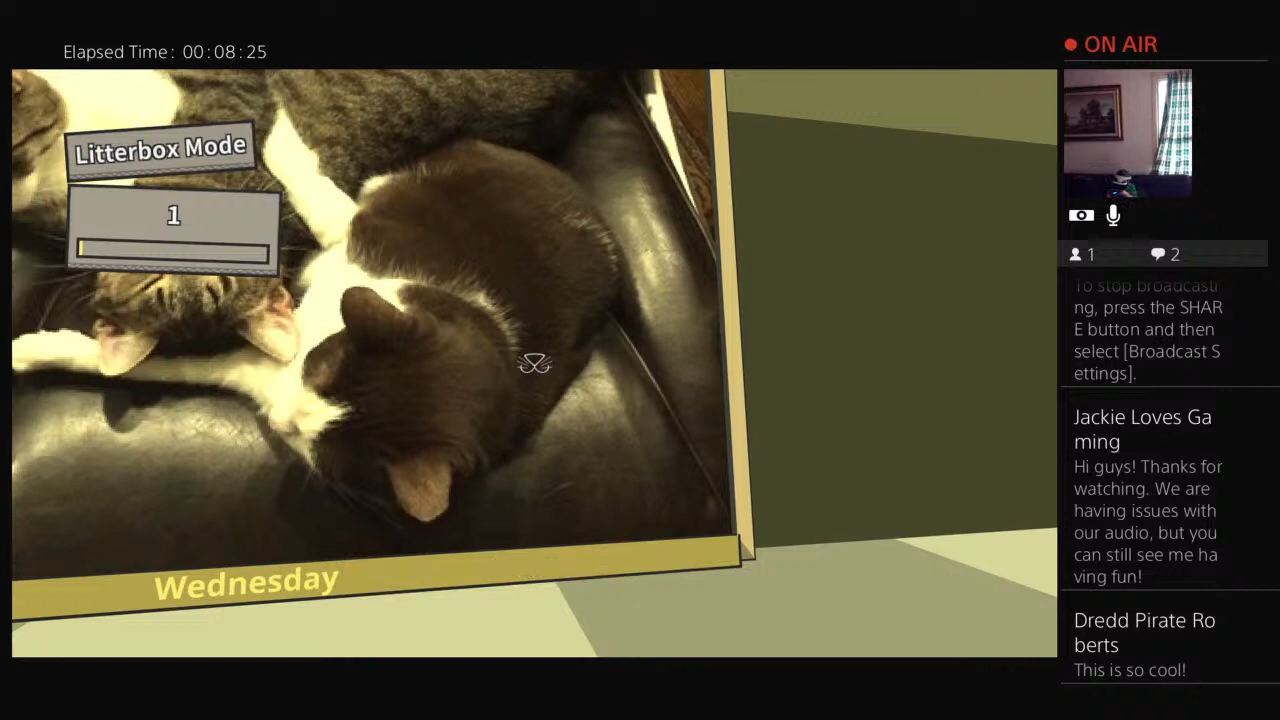 Elapsed Time: 00:08:25
ON AIR
Litterbox Mode
1
Wednesday
1
2
To stop broadcasti
ng, press the SHAR
E button and then
select [Broadcast S
ettings].
Jackie Loves Ga
ming
Hi guys! Thanks for
watching. We are
having issues with
our audio, but you
can still see me ha
ving fun!
Dredd Pirate Ro
berts
This is so cool!